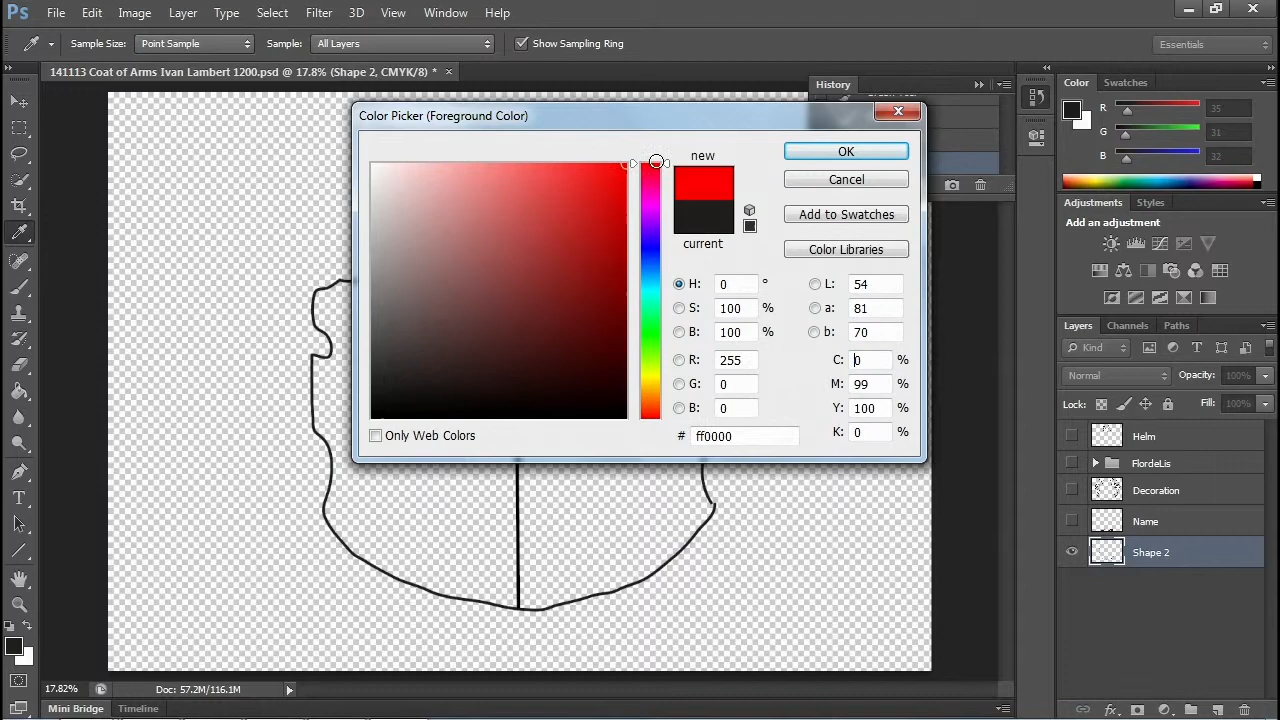 Ps File Edit Image Layer Type Select Filter 3D View Window Help
Sample Size: Point Sample Sample: All Layers Show Sampling Ring Essentials
141113 Coat of Arms Ivan Lambert 1200.psd @ 17.8% (Shape 2, CMYK/8) *
History
Color Swatches
R 35
G 31
B 32
Adjustments Styles
Add an adjustment
Layers Channels Paths
Kind
Normal Opacity: 100%
Lock: Fill: 100%
Helm
FlordeLis
Decoration
Name
Shape 2
Color Picker (Foreground Color)
new
current
OK
Cancel
Add to Swatches
Color Libraries
H: 0 °
S: 100 %
B: 100 %
R: 255
G: 0
B: 0
L: 54
a: 81
b: 70
C: 0 %
M: 99 %
Y: 100 %
K: 0 %
# ff0000
Only Web Colors
17.82% Doc: 57.2M/116.1M
Mini Bridge Timeline